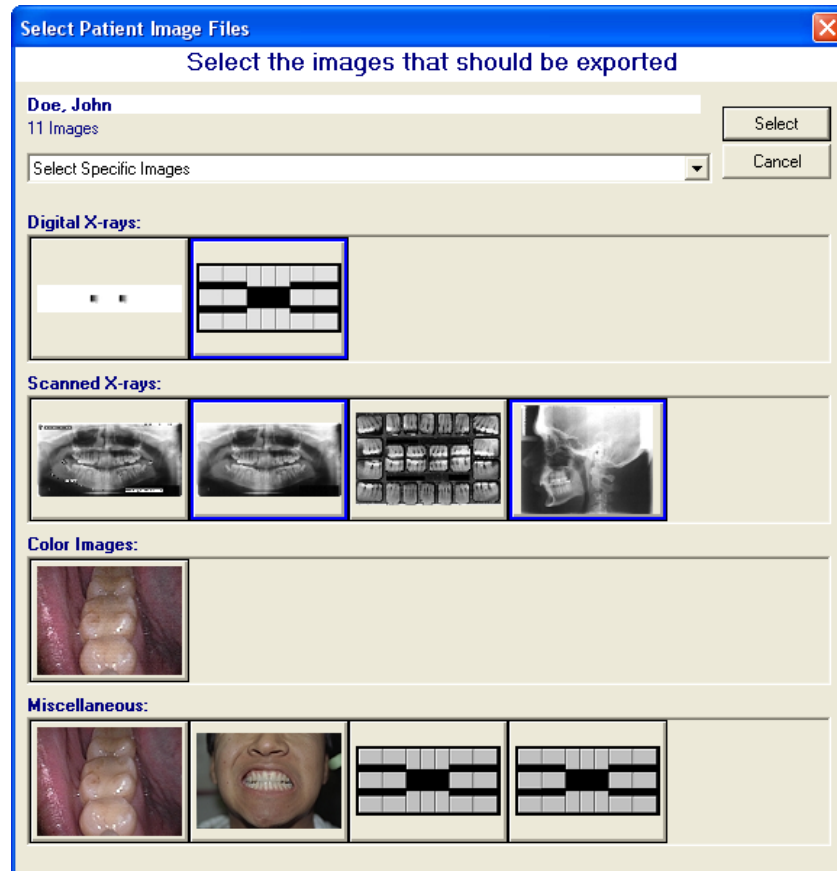 Select Patient Image Files
Select the images that should be exported
Doe, John
11 Images
Select
Cancel
Select Specific Images
Digital X-rays:
Scanned X-rays:
Color Images:
Miscellaneous: